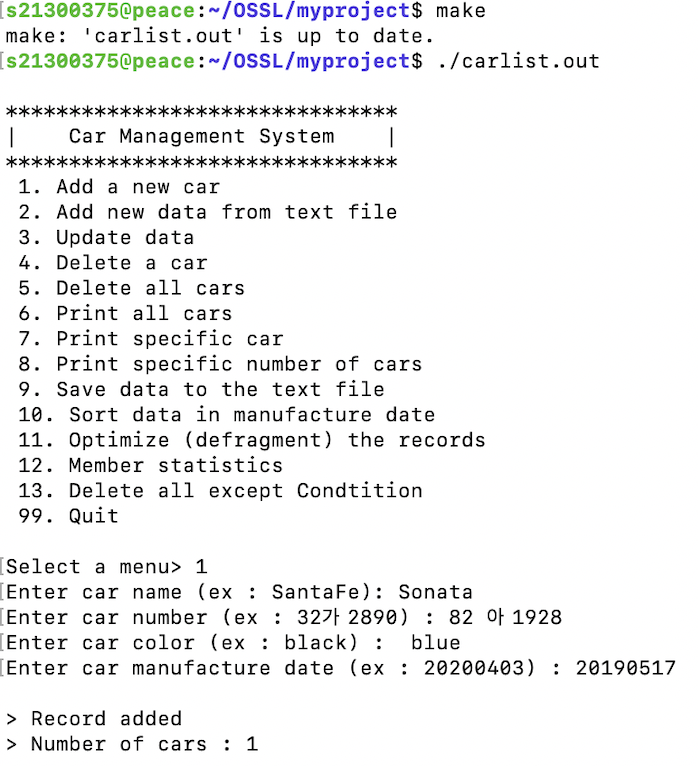 [s21300375@peace:~/OSSL/myproject$ make
make: 'carlist.out' is up to date.
[s21300375@peace:~/OSSL/myproject$ ./carlist.out
*******************************
|    Car Management System    |
*******************************
1. Add a new car
2. Add new data from text file
3. Update data
4. Delete a car
5. Delete all cars
6. Print all cars
7. Print specific car
8. Print specific number of cars
9. Save data to the text file
10. Sort data in manufacture date
11. Optimize (defragment) the records
12. Member statistics
13. Delete all except Condtition
99. Quit
[Select a menu> 1
[Enter car name (ex : SantaFe): Sonata
[Enter car number (ex : 32가 2890) : 82 아 1928
[Enter car color (ex : black) :  blue
[Enter car manufacture date (ex : 20200403) : 20190517
> Record added
> Number of cars : 1